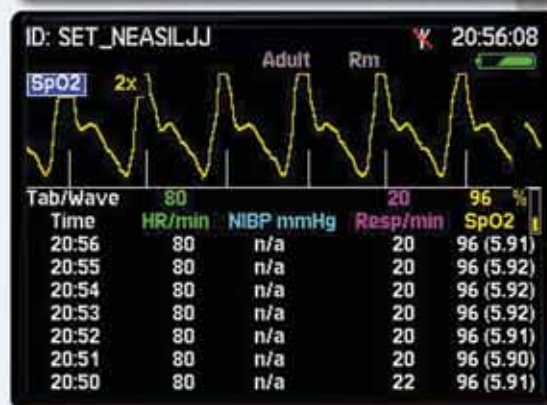 ID: SET_NEASILJJ 20:56:08
Adult Rm
SpO2 2x
Tab/Wave 80 20 96 %
Time HR/min NIBP mmHg Resp/min SpO2
20:56 80 n/a 20 96 (5.91)
20:55 80 n/a 20 96 (5.92)
20:54 80 n/a 20 96 (5.92)
20:53 80 n/a 20 96 (5.92)
20:52 80 n/a 20 96 (5.91)
20:51 80 n/a 20 96 (5.90)
20:50 80 n/a 22 96 (5.91)